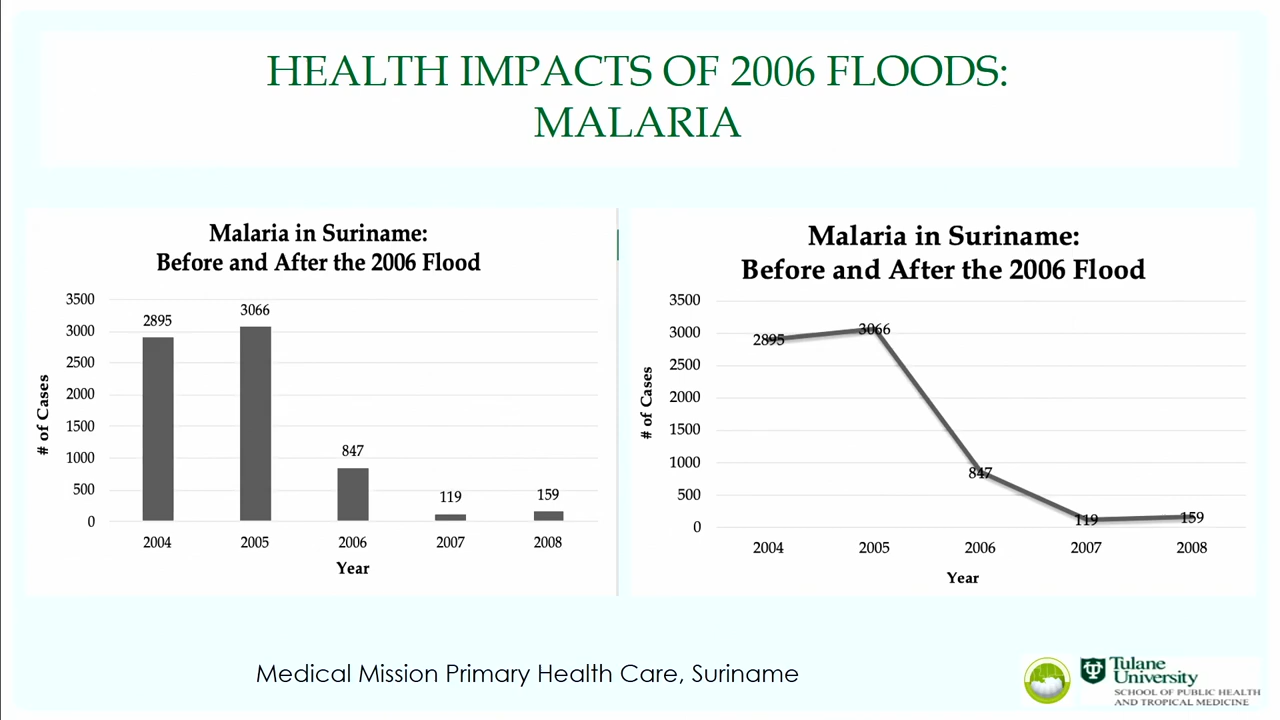 HEALTH IMPACTS OF 2006 FLOODS:
MALARIA
Malaria in Suriname:
Before and After the 2006 Flood
3500
3000
2500
2000
1500
1000
500
0
# of Cases
2895
3066
847
119
159
2004
2005
2006
2007
2008
Year
Malaria in Suriname:
Before and After the 2006 Flood
3500
3000
2500
2000
1500
1000
500
0
# of Cases
2895
3066
847
119
159
2004
2005
2006
2007
2008
Year
Medical Mission Primary Health Care, Suriname
Tulane
University
SCHOOL OF PUBLIC HEALTH
AND TROPICAL MEDICINE